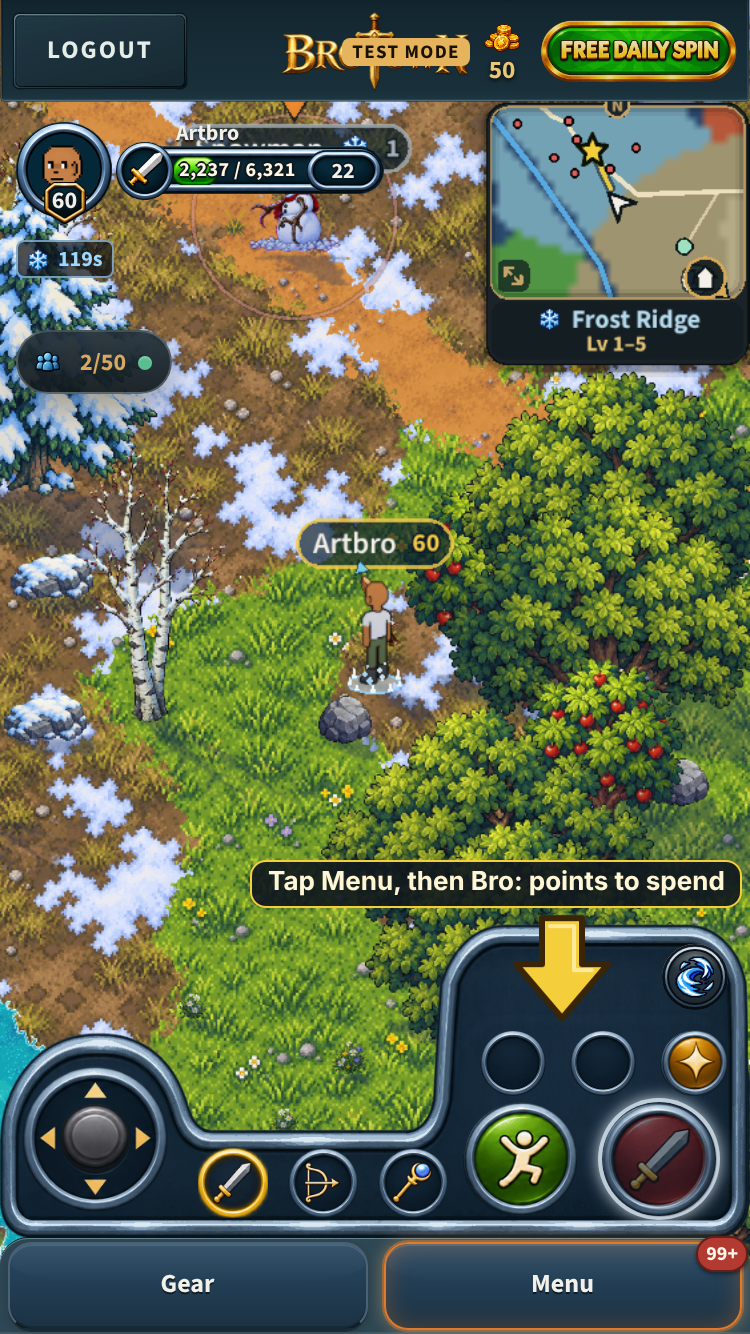 LOGOUT
TEST MODE
50
FREE DAILY SPIN
N
Artbro
1
2,237 / 6,321
22
60
119s
2/50
Frost Ridge
Lv 1–5
Artbro 60
Tap Menu, then Bro: points to spend
Gear
Menu
99+